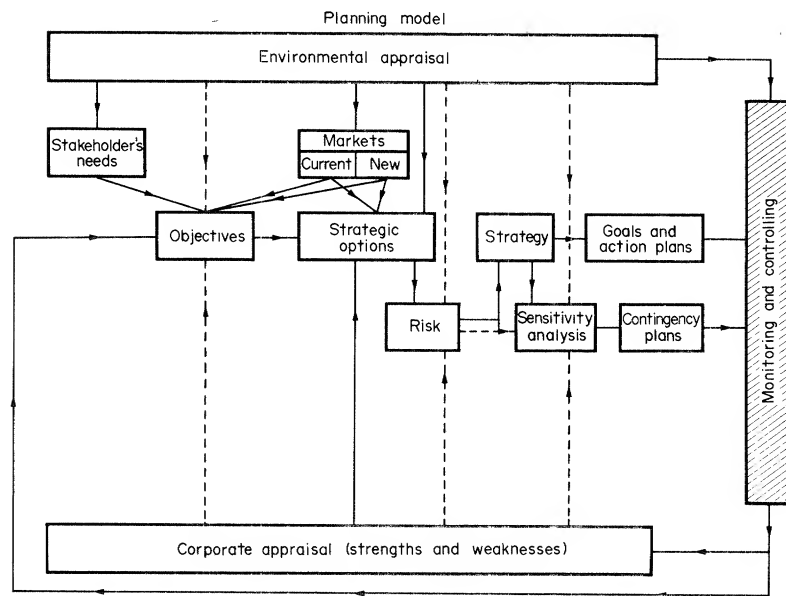 Planning model
Environmental appraisal
Stakeholder's
needs
Markets
Current
New
Objectives
Strategic
options
Strategy
Goals and
action plans
Risk
Sensitivity
analysis
Contingency
plans
Monitoring and controlling
Corporate appraisal (strengths and weaknesses)